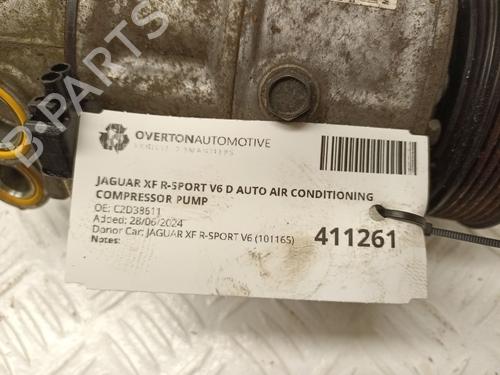 B-PARTS
OVERTONAUTOMOTIVE
JAGUAR XF R-SPORT V6 D AUTO AIR CONDITIONING
COMPRESSOR PUMP
OE: C2D38611
Added: 28/06/2024
Donor Car: JAGUAR XF R-SPORT V6 (101165)
Notes:
411261